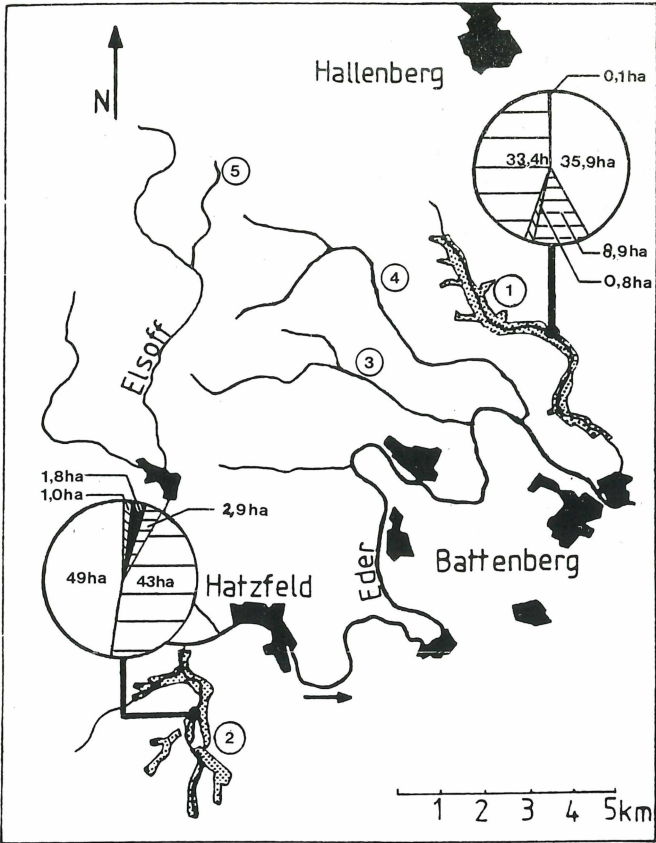 Hallenberg
N
0,1ha
33,4h
35,9ha
8,9ha
0,8ha
5
4
1
3
Elsoff
1,8ha
1,0ha
2,9ha
49ha
43ha
Hatzfeld
Eder
Battenberg
2
1 2 3 4 5km